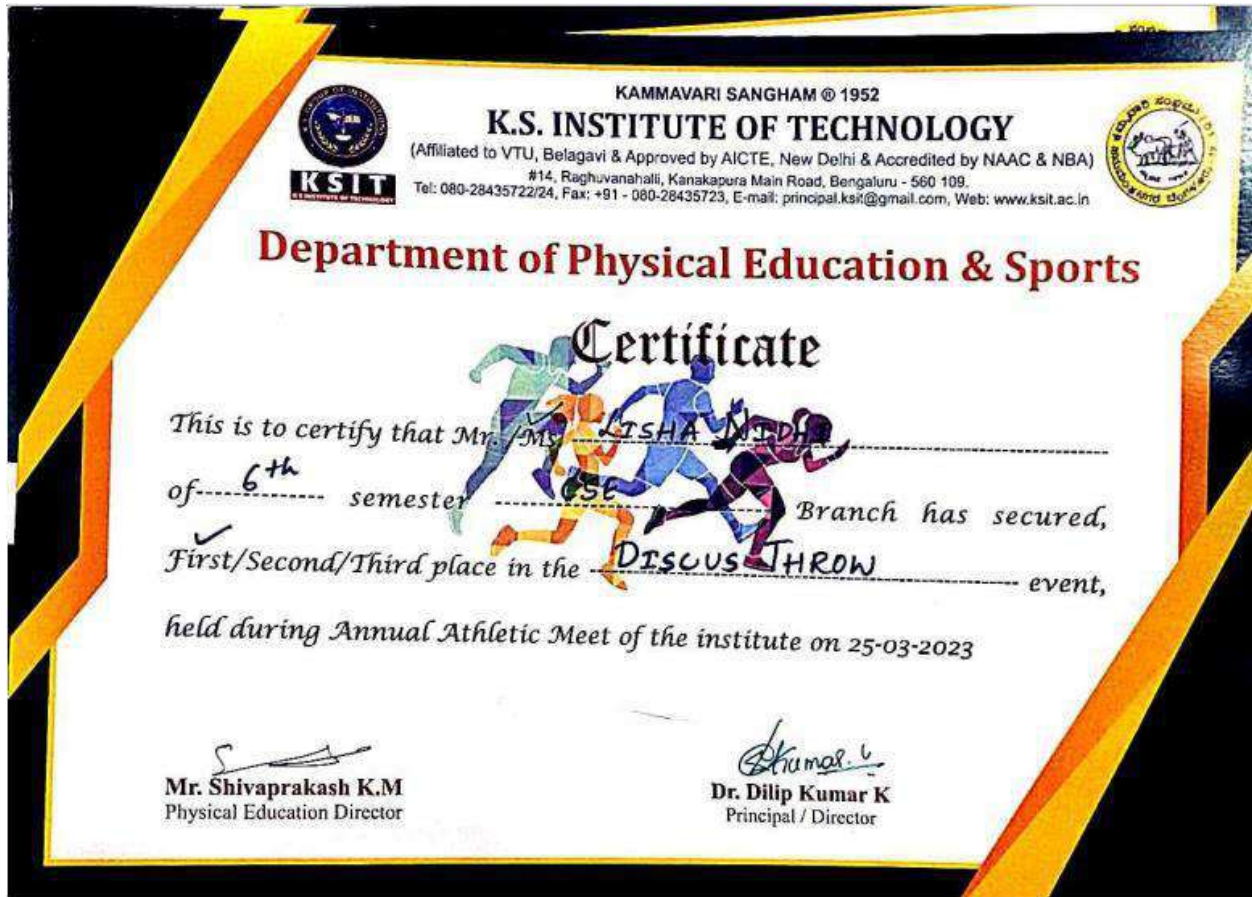 KAMMAVARI SANGHAM ® 1952
K.S. INSTITUTE OF TECHNOLOGY
(Affiliated to VTU, Belagavi & Approved by AICTE, New Delhi & Accredited by NAAC & NBA)
#14, Raghuvanahalli, Kanakapura Main Road, Bengaluru - 560 109.
Tel: 080-28435722/24, Fax: +91 - 080-28435723, E-mail: principal.ksit@gmail.com, Web: www.ksit.ac.in
KSIT
K S INSTITUTE OF TECHNOLOGY
Department of Physical Education & Sports
Certificate
This is to certify that Mr. /Ms. LISHA NIDHI
of 6th semester CSE Branch has secured,
First/Second/Third place in the DISCUS THROW event,
held during Annual Athletic Meet of the institute on 25-03-2023
Mr. Shivaprakash K.M
Physical Education Director
Dr. Dilip Kumar K
Principal / Director